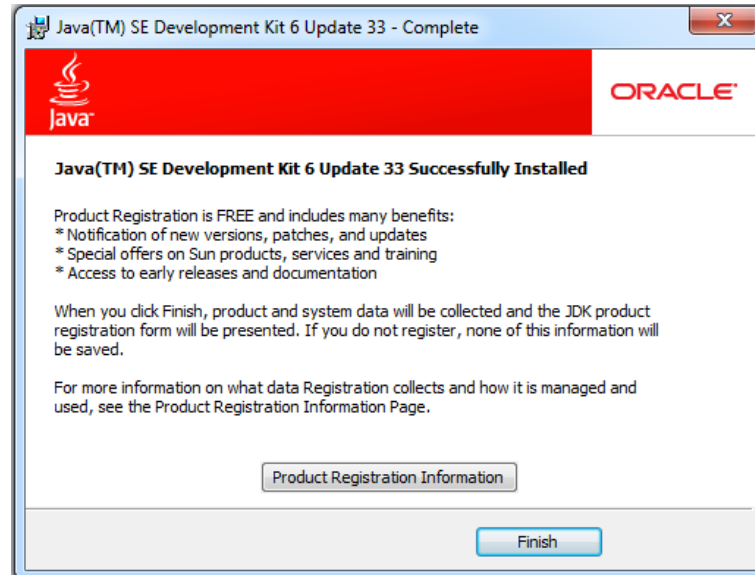 Java(TM) SE Development Kit 6 Update 33 - Complete
Java™
ORACLE®
Java(TM) SE Development Kit 6 Update 33 Successfully Installed
Product Registration is FREE and includes many benefits:
* Notification of new versions, patches, and updates
* Special offers on Sun products, services and training
* Access to early releases and documentation
When you click Finish, product and system data will be collected and the JDK product
registration form will be presented. If you do not register, none of this information will
be saved.
For more information on what data Registration collects and how it is managed and
used, see the Product Registration Information Page.
Product Registration Information
Finish